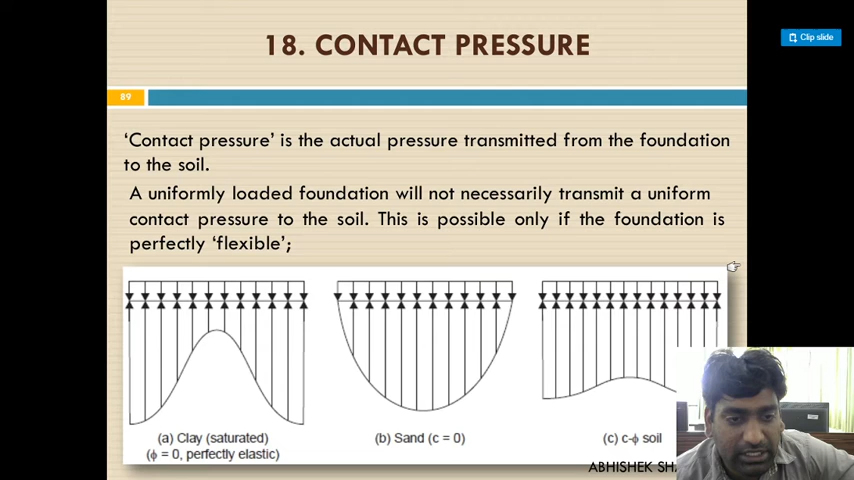 18. CONTACT PRESSURE
Clip slide
89
‘Contact pressure’ is the actual pressure transmitted from the foundation
to the soil.
A uniformly loaded foundation will not necessarily transmit a uniform
contact pressure to the soil. This is possible only if the foundation is
perfectly ‘flexible’;
(a) Clay (saturated)
(ϕ = 0, perfectly elastic)
(b) Sand (c = 0)
(c) c-ϕ soil
ABHISHEK